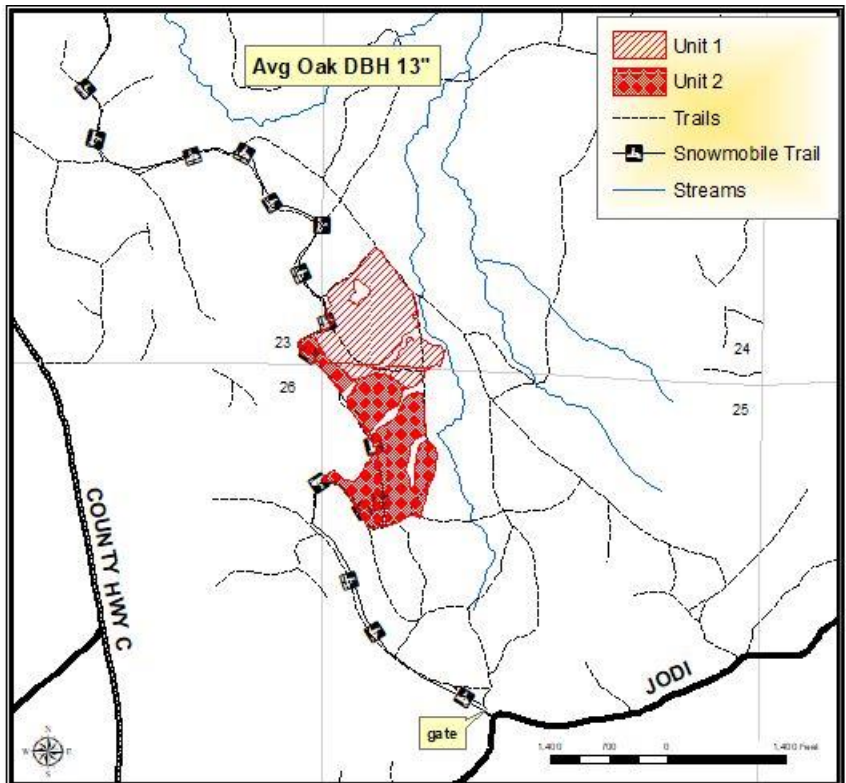 Avg Oak DBH 13"
Unit 1
Unit 2
Trails
Snowmobile Trail
Streams
23
24
26
25
COUNTY HWY C
JODI
gate
N
W
E
S
1,400 700 0 1,400 Feet